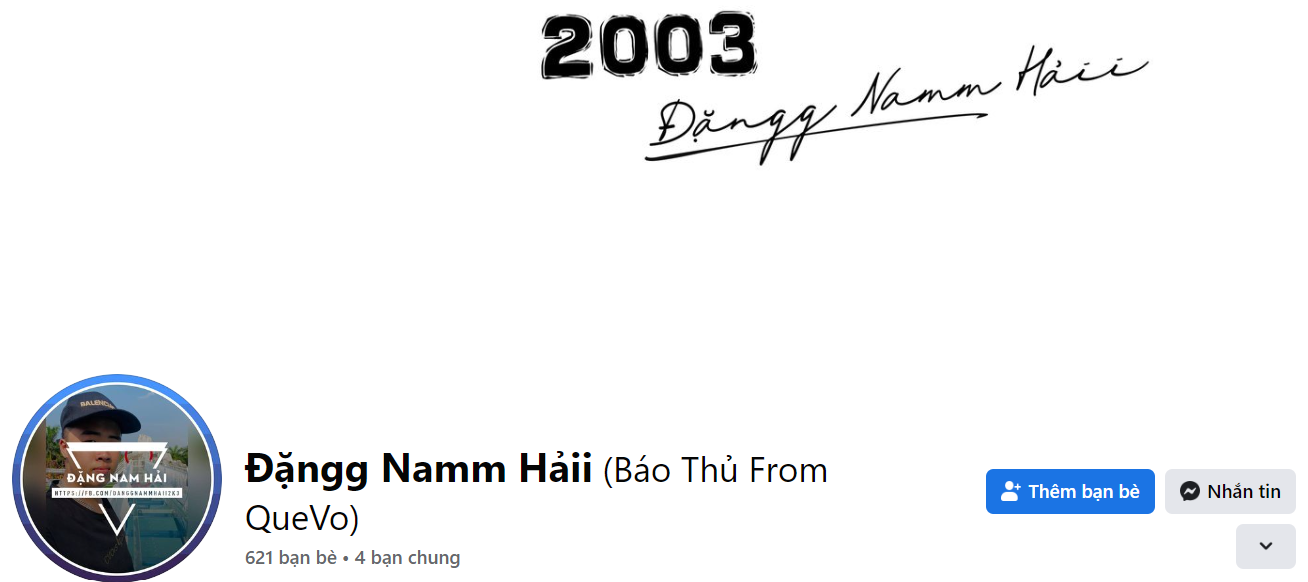 2003
Đặngg Namm Hảii
BALENCIA
ĐẶNG NAM HẢI
HTTPS://FB.COM/DANGGNAMMHAII2K3
Đặngg Namm Hảii (Báo Thủ From
QueVo)
621 bạn bè • 4 bạn chung
Thêm bạn bè
Nhắn tin